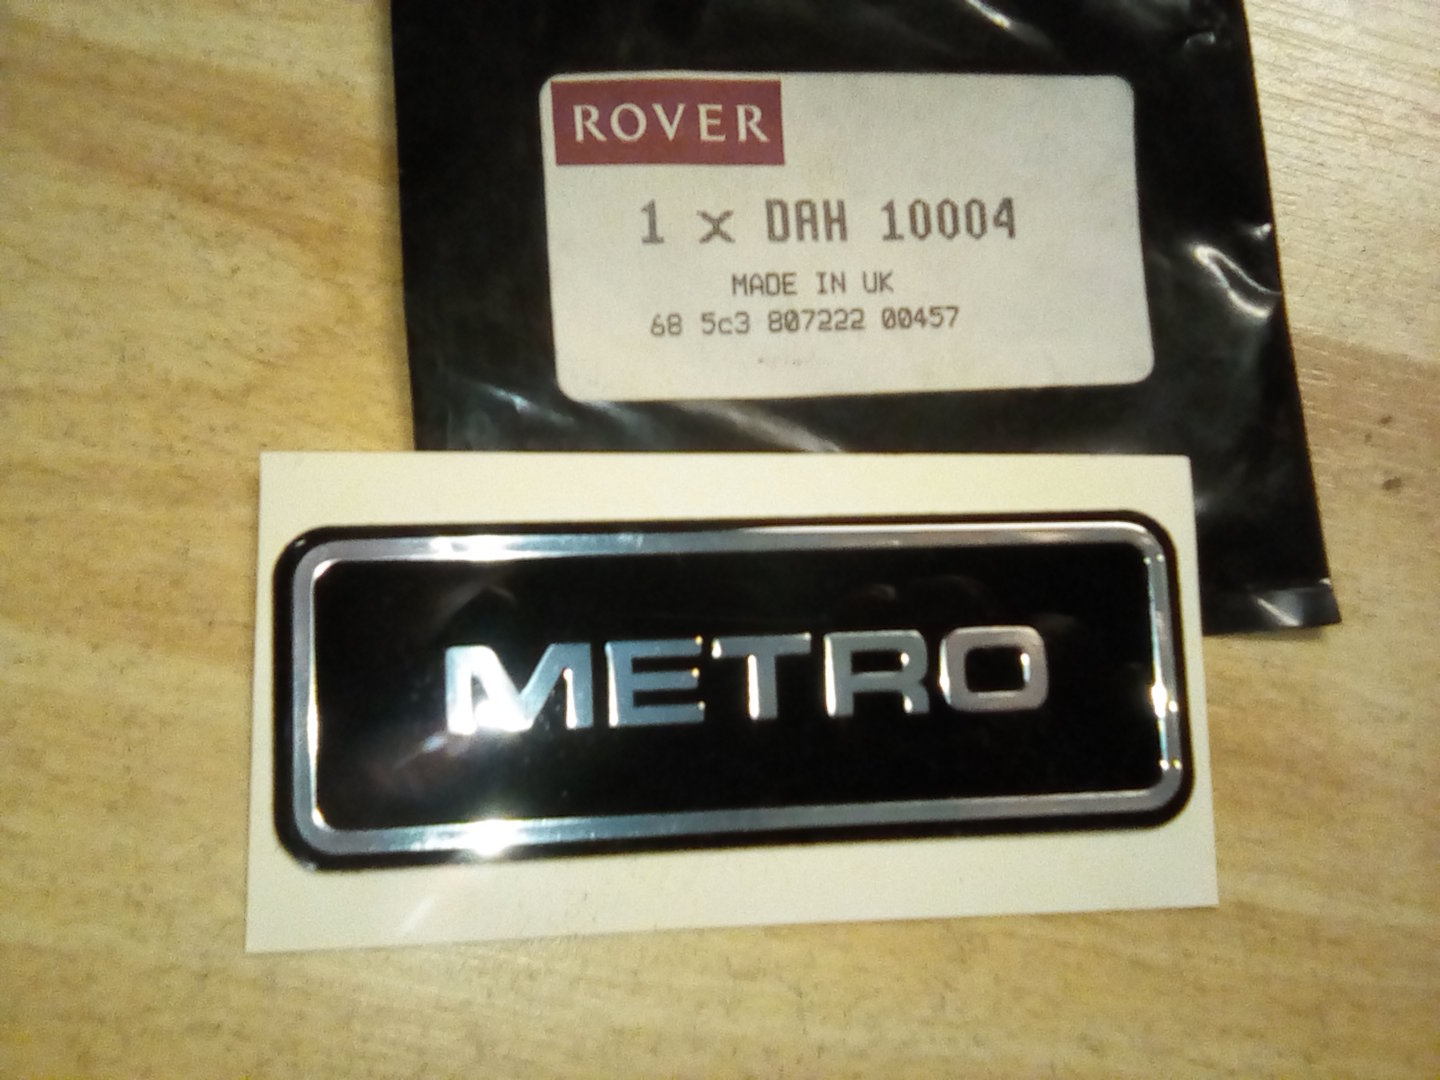 ROVER
1 x DAH 10004
MADE IN UK
68 5c3 807222 00457
METRO